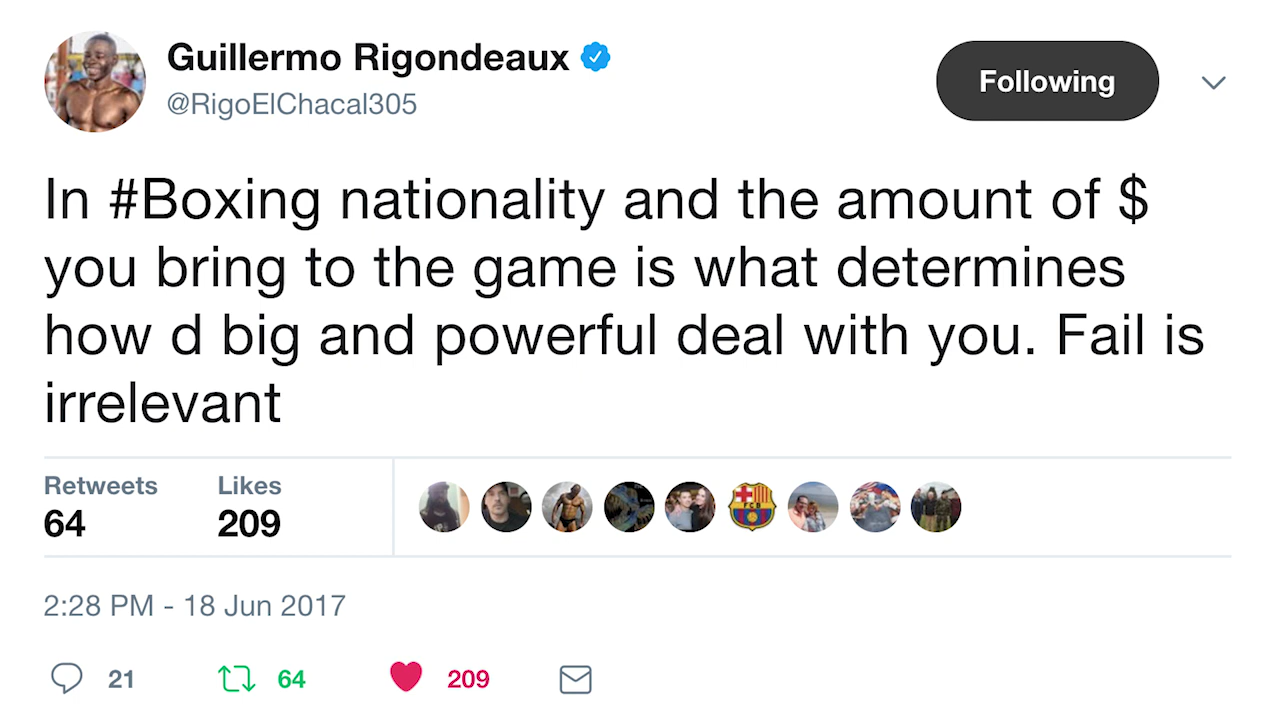 Guillermo Rigondeaux
@RigoElChacal305
Following
In #Boxing nationality and the amount of $
you bring to the game is what determines
how d big and powerful deal with you. Fail is
irrelevant
Retweets Likes
64 209
FCB
2:28 PM - 18 Jun 2017
21 64 209